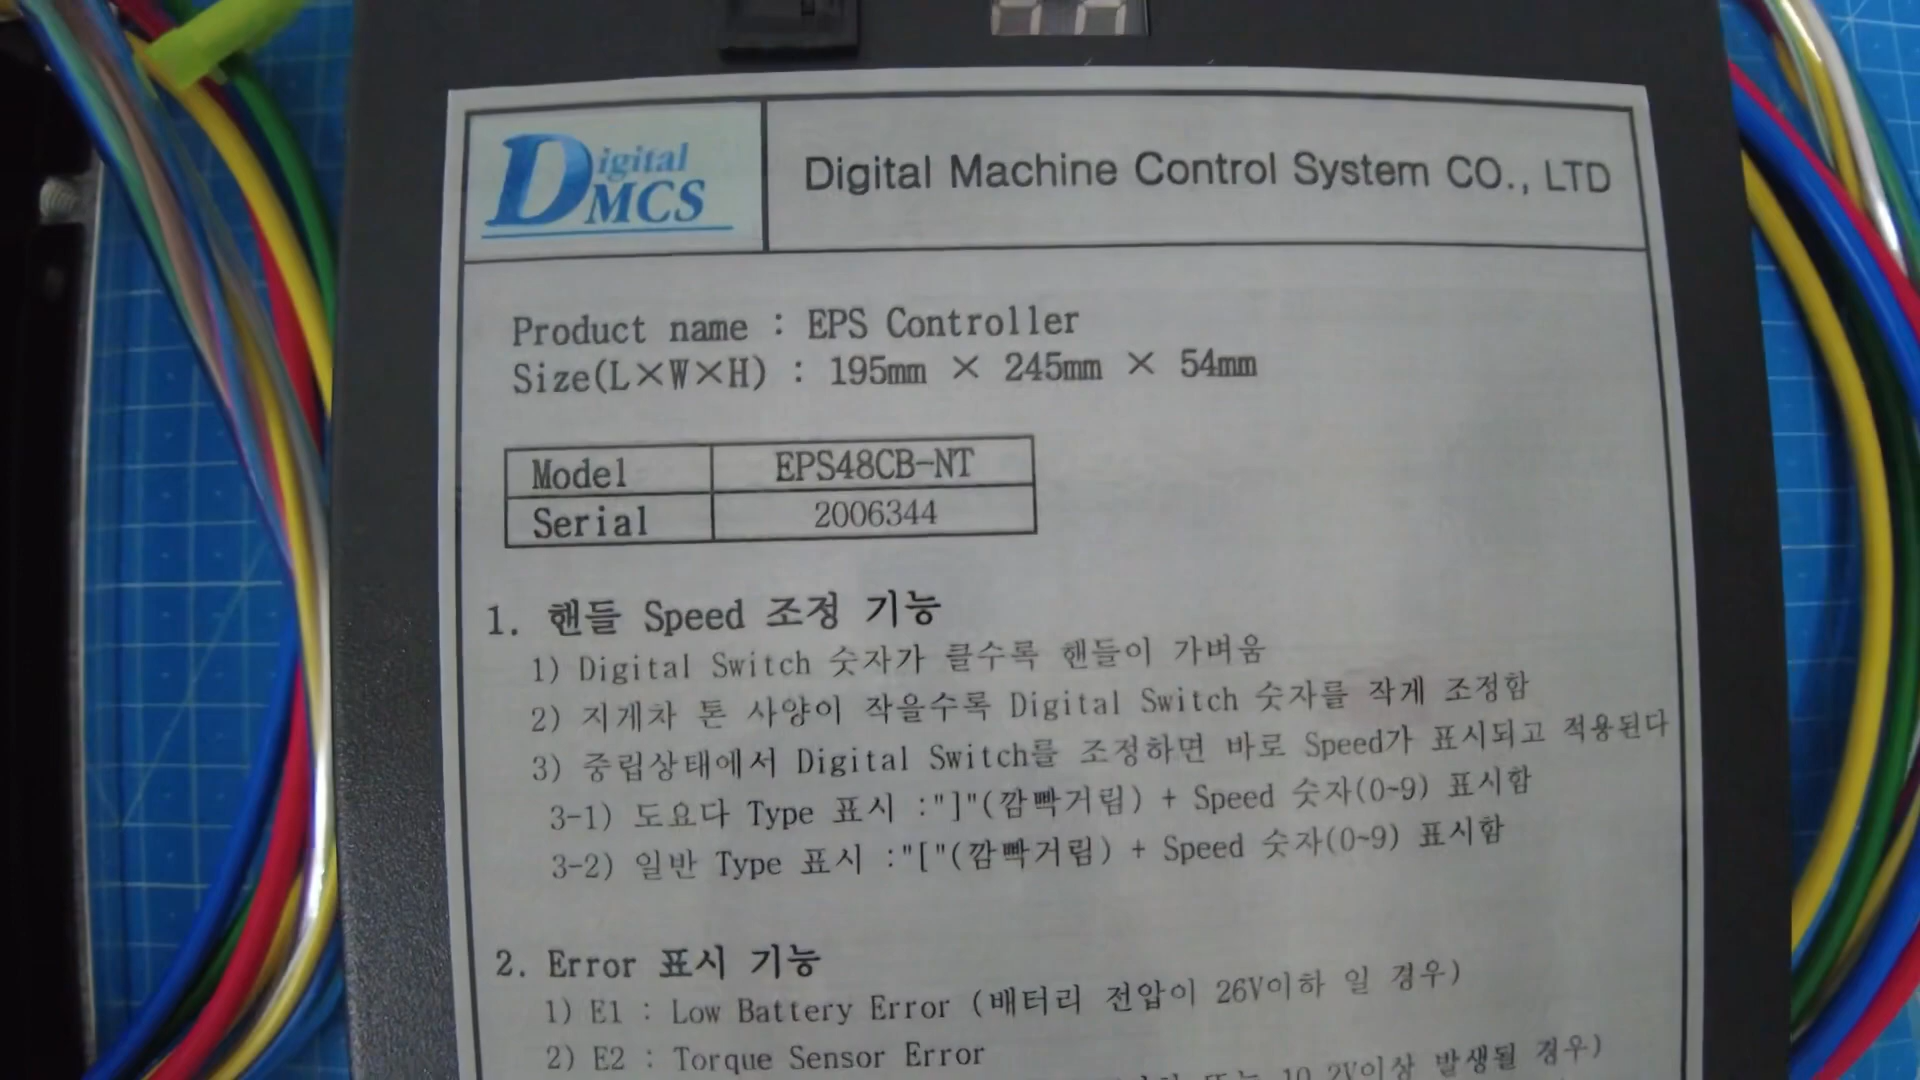 Digital
DMCS
Digital Machine Control System CO., LTD
Product name : EPS Controller
Size(L×W×H) : 195mm × 245mm × 54mm
Model EPS48CB-NT
Serial 2006344
1. 핸들 Speed 조정 기능
1) Digital Switch 숫자가 클수록 핸들이 가벼움
2) 지게차 톤 사양이 작을수록 Digital Switch 숫자를 작게 조정함
3) 중립상태에서 Digital Switch를 조정하면 바로 Speed가 표시되고 적용된다
3-1) 도요다 Type 표시 :"]"(깜빡거림) + Speed 숫자(0~9) 표시함
3-2) 일반 Type 표시 :"["(깜빡거림) + Speed 숫자(0~9) 표시함
2. Error 표시 기능
1) E1 : Low Battery Error (배터리 전압이 26V이하 일 경우)
2) E2 : Torque Sensor Error
또는 10.2V이상 발생될 경우)